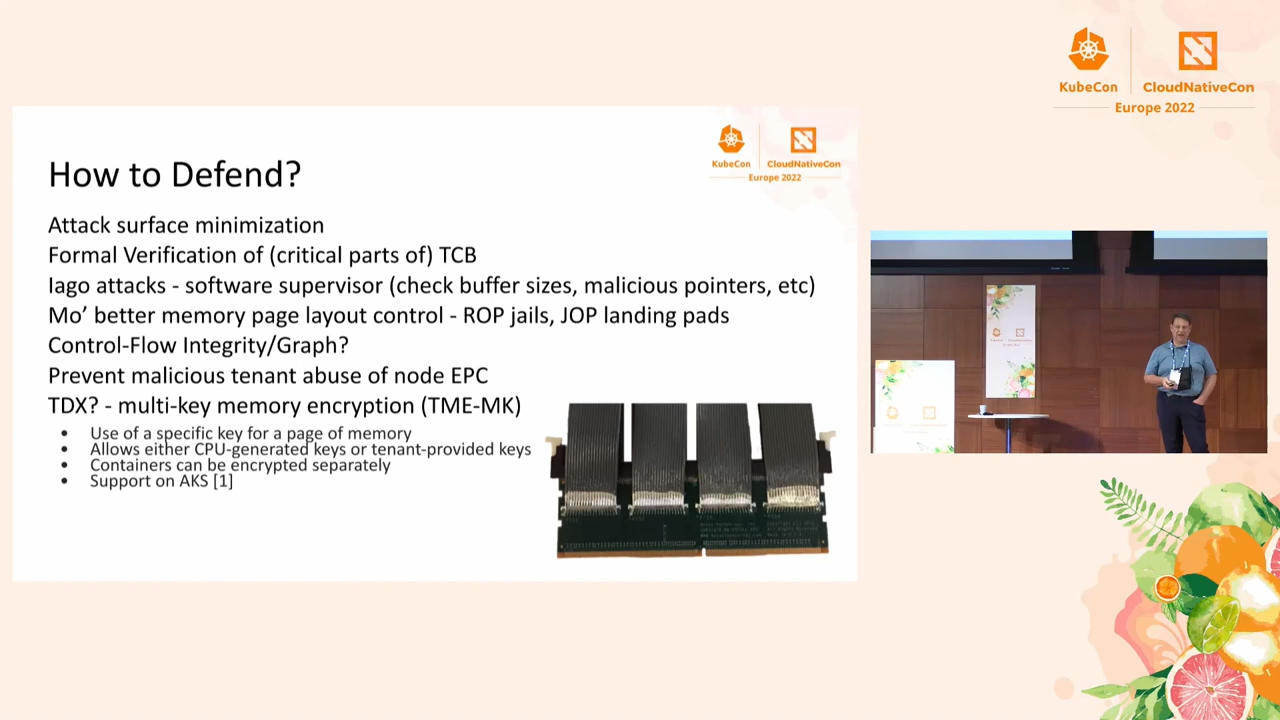 KubeCon
CloudNativeCon
Europe 2022
KubeCon
CloudNativeCon
Europe 2022
How to Defend?
Attack surface minimization
Formal Verification of (critical parts of) TCB
Iago attacks - software supervisor (check buffer sizes, malicious pointers, etc)
Mo’ better memory page layout control - ROP jails, JOP landing pads
Control-Flow Integrity/Graph?
Prevent malicious tenant abuse of node EPC
TDX? - multi-key memory encryption (TME-MK)
• Use of a specific key for a page of memory
• Allows either CPU-generated keys or tenant-provided keys
• Containers can be encrypted separately
• Support on AKS [1]